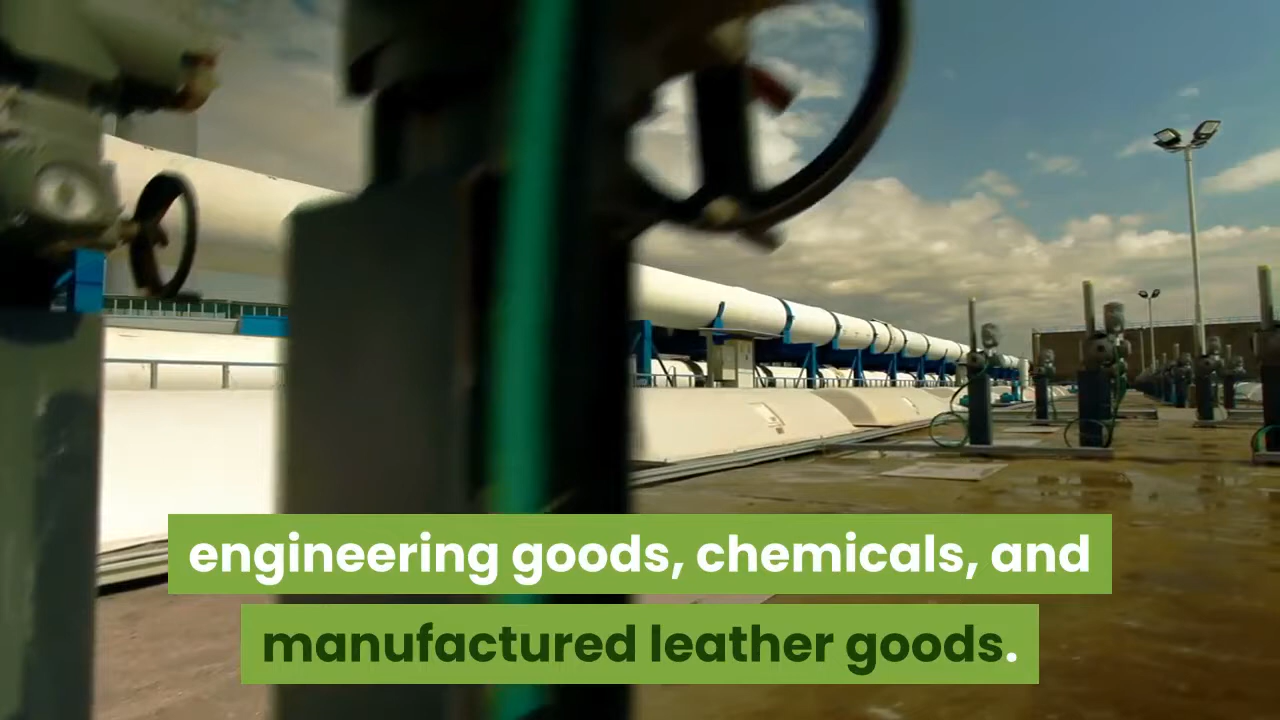 engineering goods, chemicals, and
manufactured leather goods.